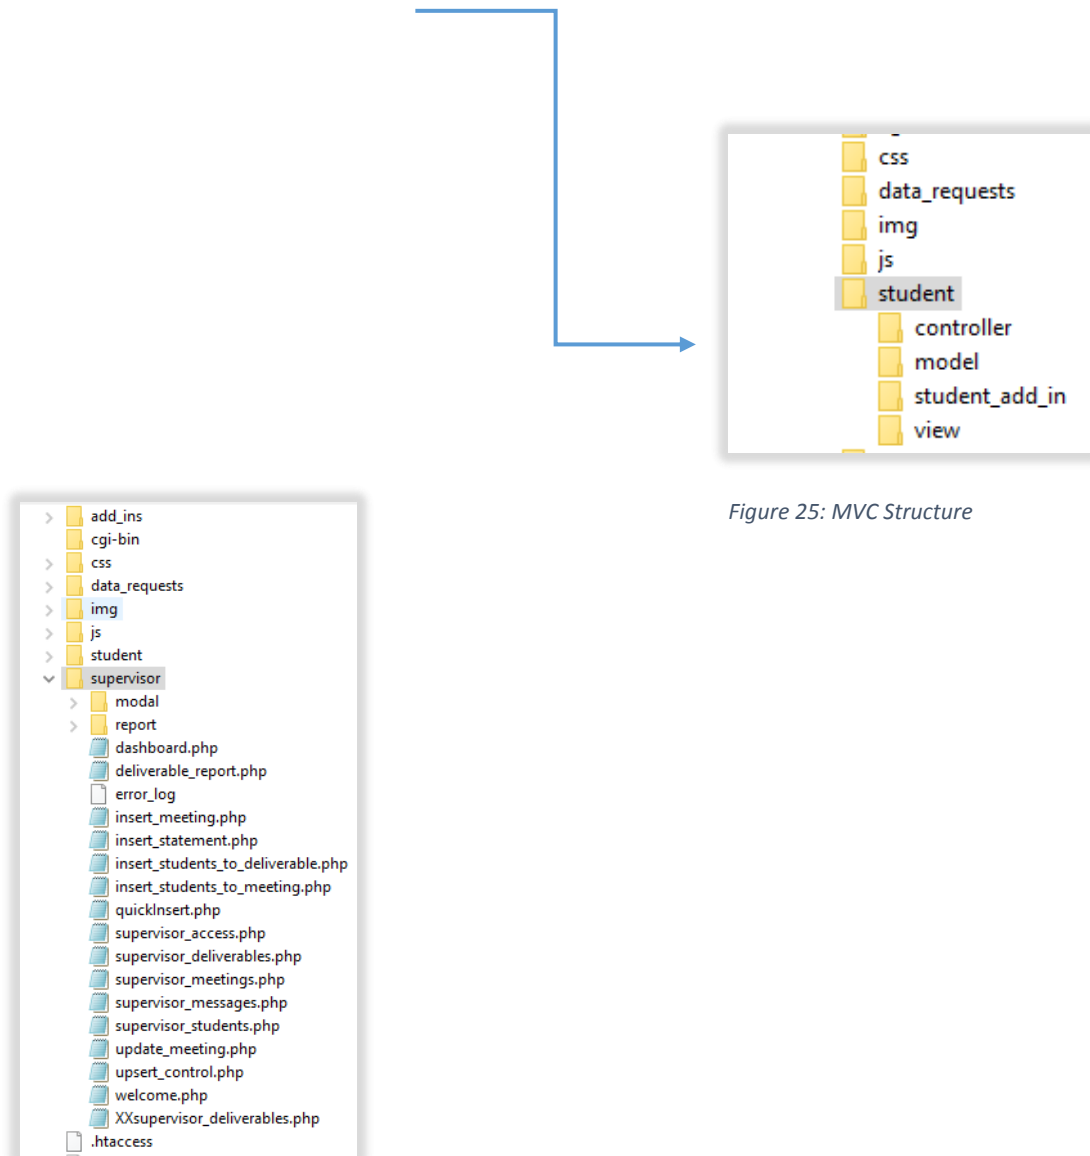 css
data_requests
img
js
student
controller
model
student_add_in
view
Figure 25: MVC Structure
add_ins
cgi-bin
css
data_requests
img
js
student
supervisor
modal
report
dashboard.php
deliverable_report.php
error_log
insert_meeting.php
insert_statement.php
insert_students_to_deliverable.php
insert_students_to_meeting.php
quickInsert.php
supervisor_access.php
supervisor_deliverables.php
supervisor_meetings.php
supervisor_messages.php
supervisor_students.php
update_meeting.php
upsert_control.php
welcome.php
XXsupervisor_deliverables.php
.htaccess